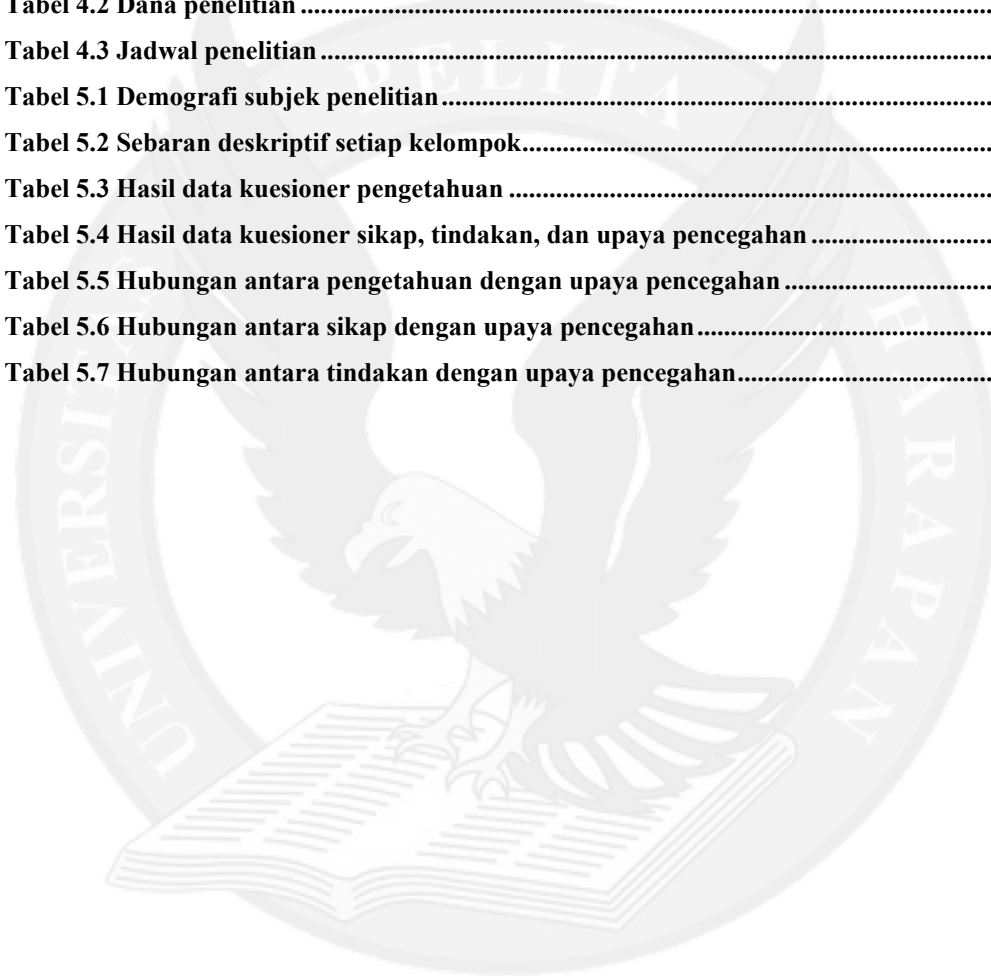 Tabel 4.2 Dana penelitian ................................................................
Tabel 4.3 Jadwal penelitian ................................................................
Tabel 5.1 Demografi subjek penelitian ................................................................
Tabel 5.2 Sebaran deskriptif setiap kelompok ................................................................
Tabel 5.3 Hasil data kuesioner pengetahuan ................................................................
Tabel 5.4 Hasil data kuesioner sikap, tindakan, dan upaya pencegahan ................................
Tabel 5.5 Hubungan antara pengetahuan dengan upaya pencegahan ................................
Tabel 5.6 Hubungan antara sikap dengan upaya pencegahan ................................
Tabel 5.7 Hubungan antara tindakan dengan upaya pencegahan ................................
UNIVERSITAS PELITA HARAPAN